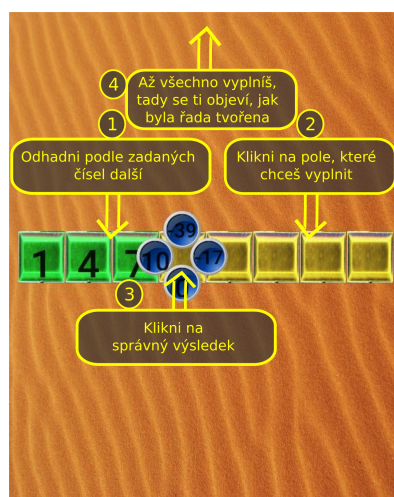 4
Až všechno vyplníš,
tady se ti objeví, jak
byla řada tvořena
1
2
Odhadni podle zadaných
čísel další
Klikni na pole, které
chceš vyplnit
-39
1 4 7 10 -17
3
Klikni na
správný výsledek